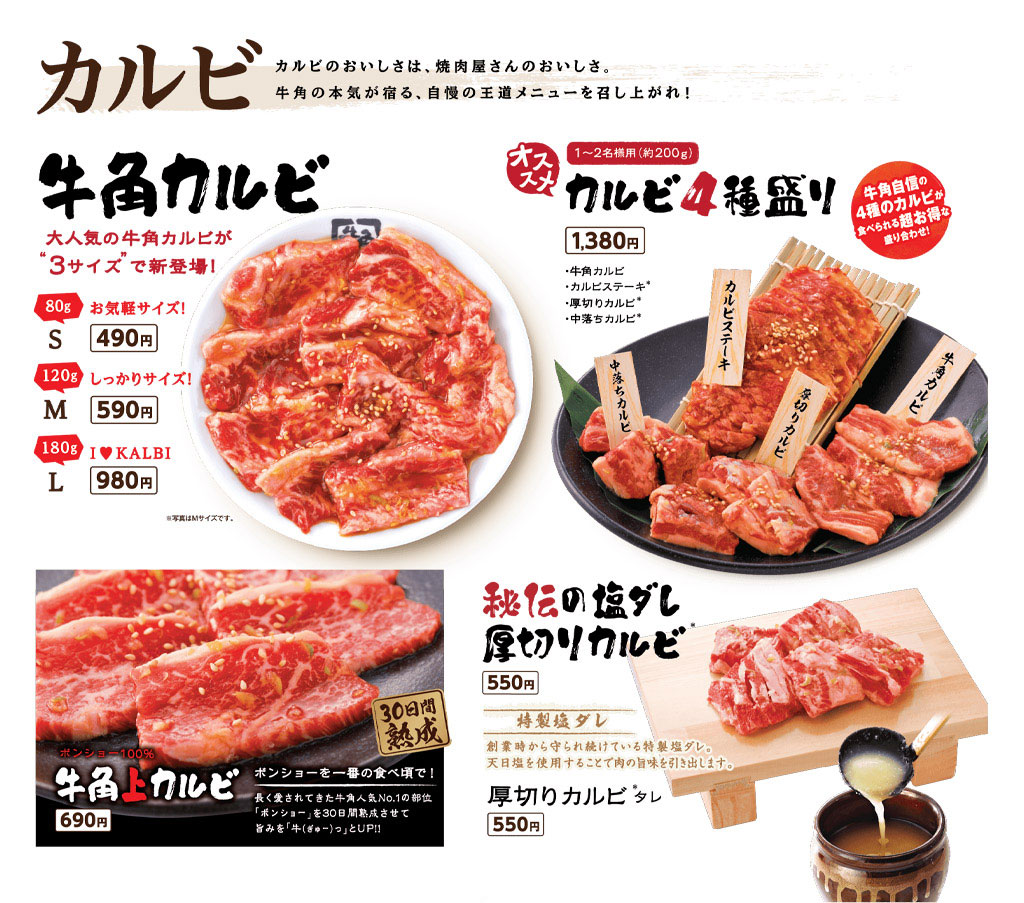 カルビ
カルビのおいしさは、焼肉屋さんのおいしさ。
牛角の本気が宿る、自慢の王道メニューを召し上がれ！
牛角カルビ
大人気の牛角カルビが
“3サイズ”で新登場！
80g お気軽サイズ！
S 490円
120g しっかりサイズ！
M 590円
180g I♥KALBI
L 980円
※写真はMサイズです。
牛角
オススメ
1〜2名様用（約200g）
カルビ4種盛り
1,380円
・牛角カルビ
・カルビステーキ*
・厚切りカルビ*
・中落ちカルビ*
牛角自信の
4種のカルビが
食べられる超お得な
盛り合わせ！
カルビステーキ
中落ちカルビ
厚切りカルビ
牛角カルビ
30日間
熟成
ボンショー100％
牛角上カルビ
690円
ボンショーを一番の食べ頃で！
長く愛されてきた牛角人気No.1の部位
「ボンショー」を30日間熟成させて
旨みを「牛(ぎゅー)っ」とUP!!
秘伝の塩ダレ
厚切りカルビ*
550円
特製塩ダレ
創業時から守られ続けている特製塩ダレ。
天日塩を使用することで肉の旨味を引き出します。
厚切りカルビ*タレ
550円